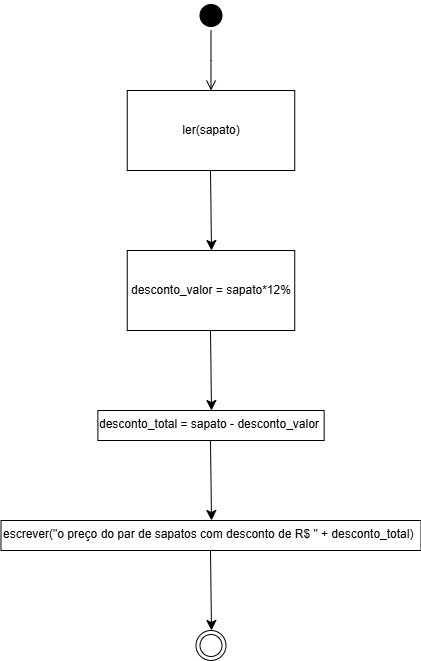 ler(sapato)
desconto_valor = sapato*12%
desconto_total = sapato - desconto_valor
escrever("o preço do par de sapatos com desconto de R$ " + desconto_total)